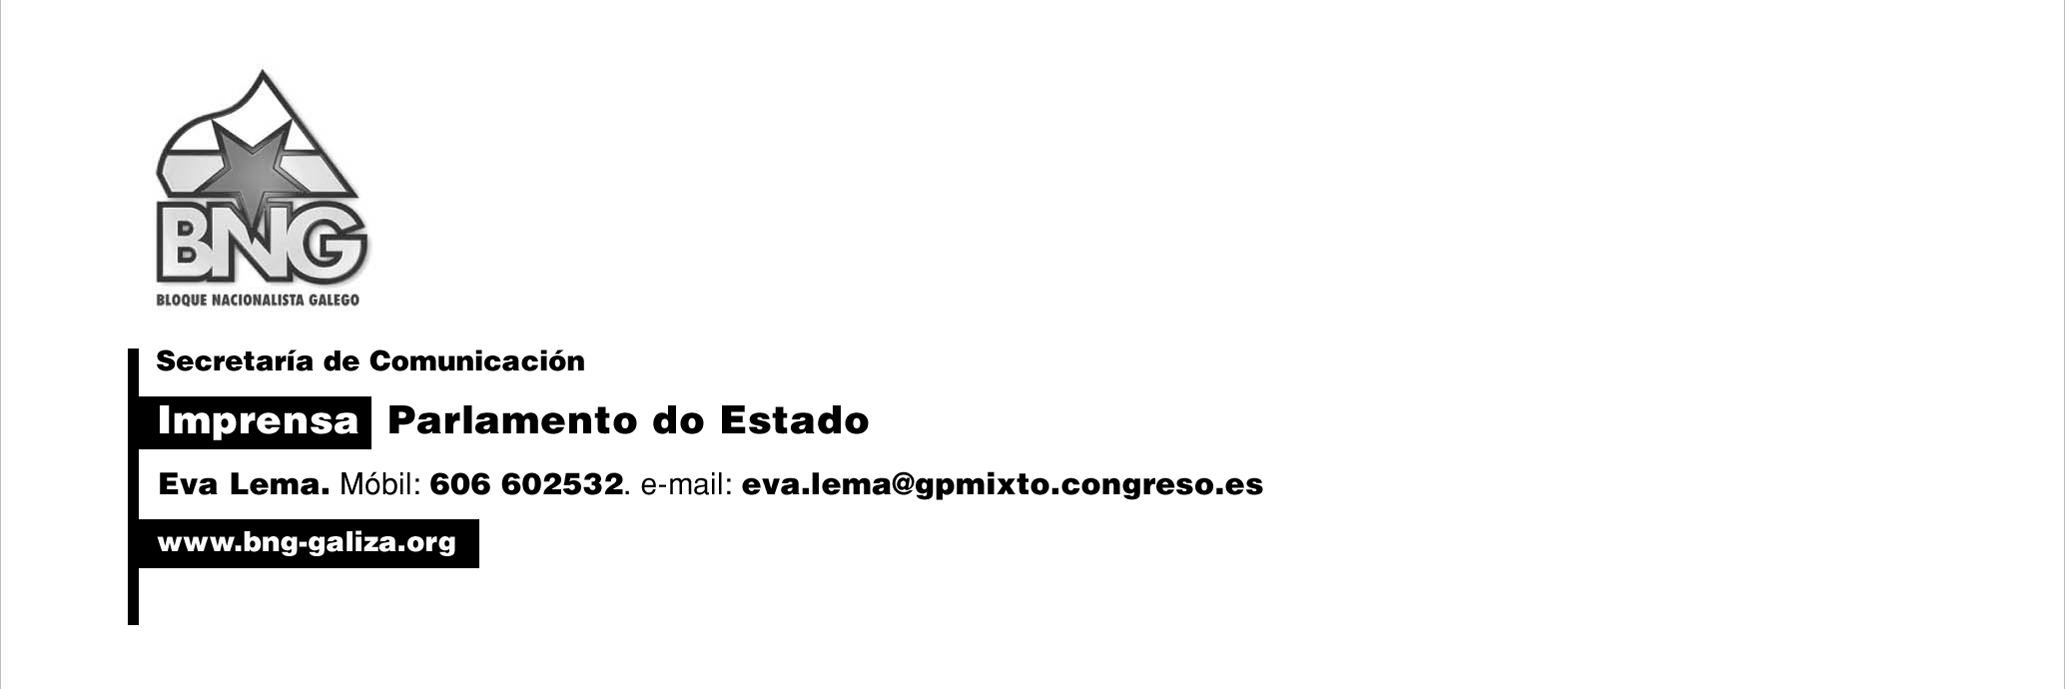 BNG
BLOQUE NACIONALISTA GALEGO
Secretaría de Comunicación
Imprensa Parlamento do Estado
Eva Lema. Móbil: 606 602532. e-mail: eva.lema@gpmixto.congreso.es
www.bng-galiza.org